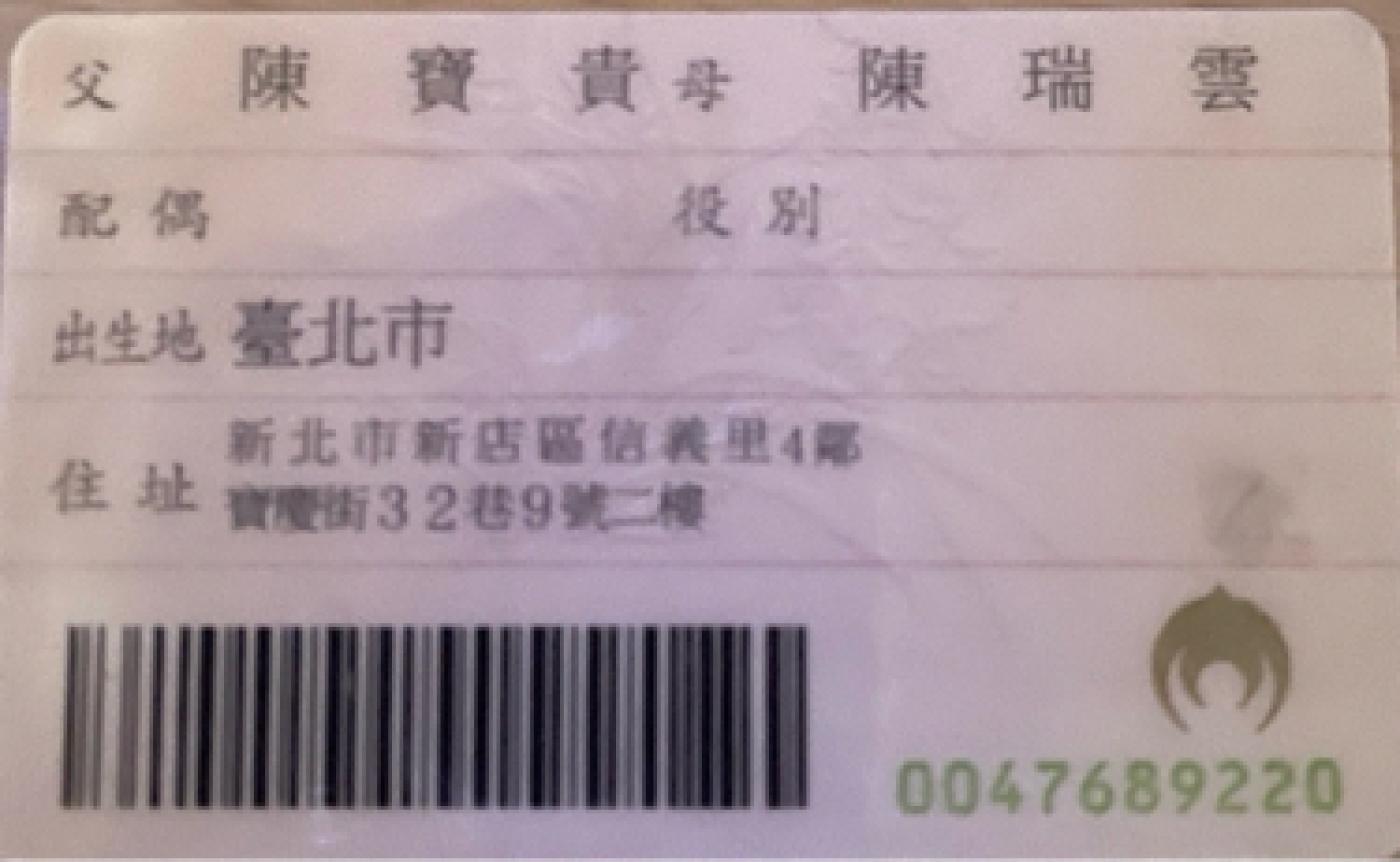 父 陳寶貴 母 陳瑞雲
配偶 役別
出生地 臺北市
住址 新北市新店區信義里4鄰
寶慶街32巷9號二樓
0047689220